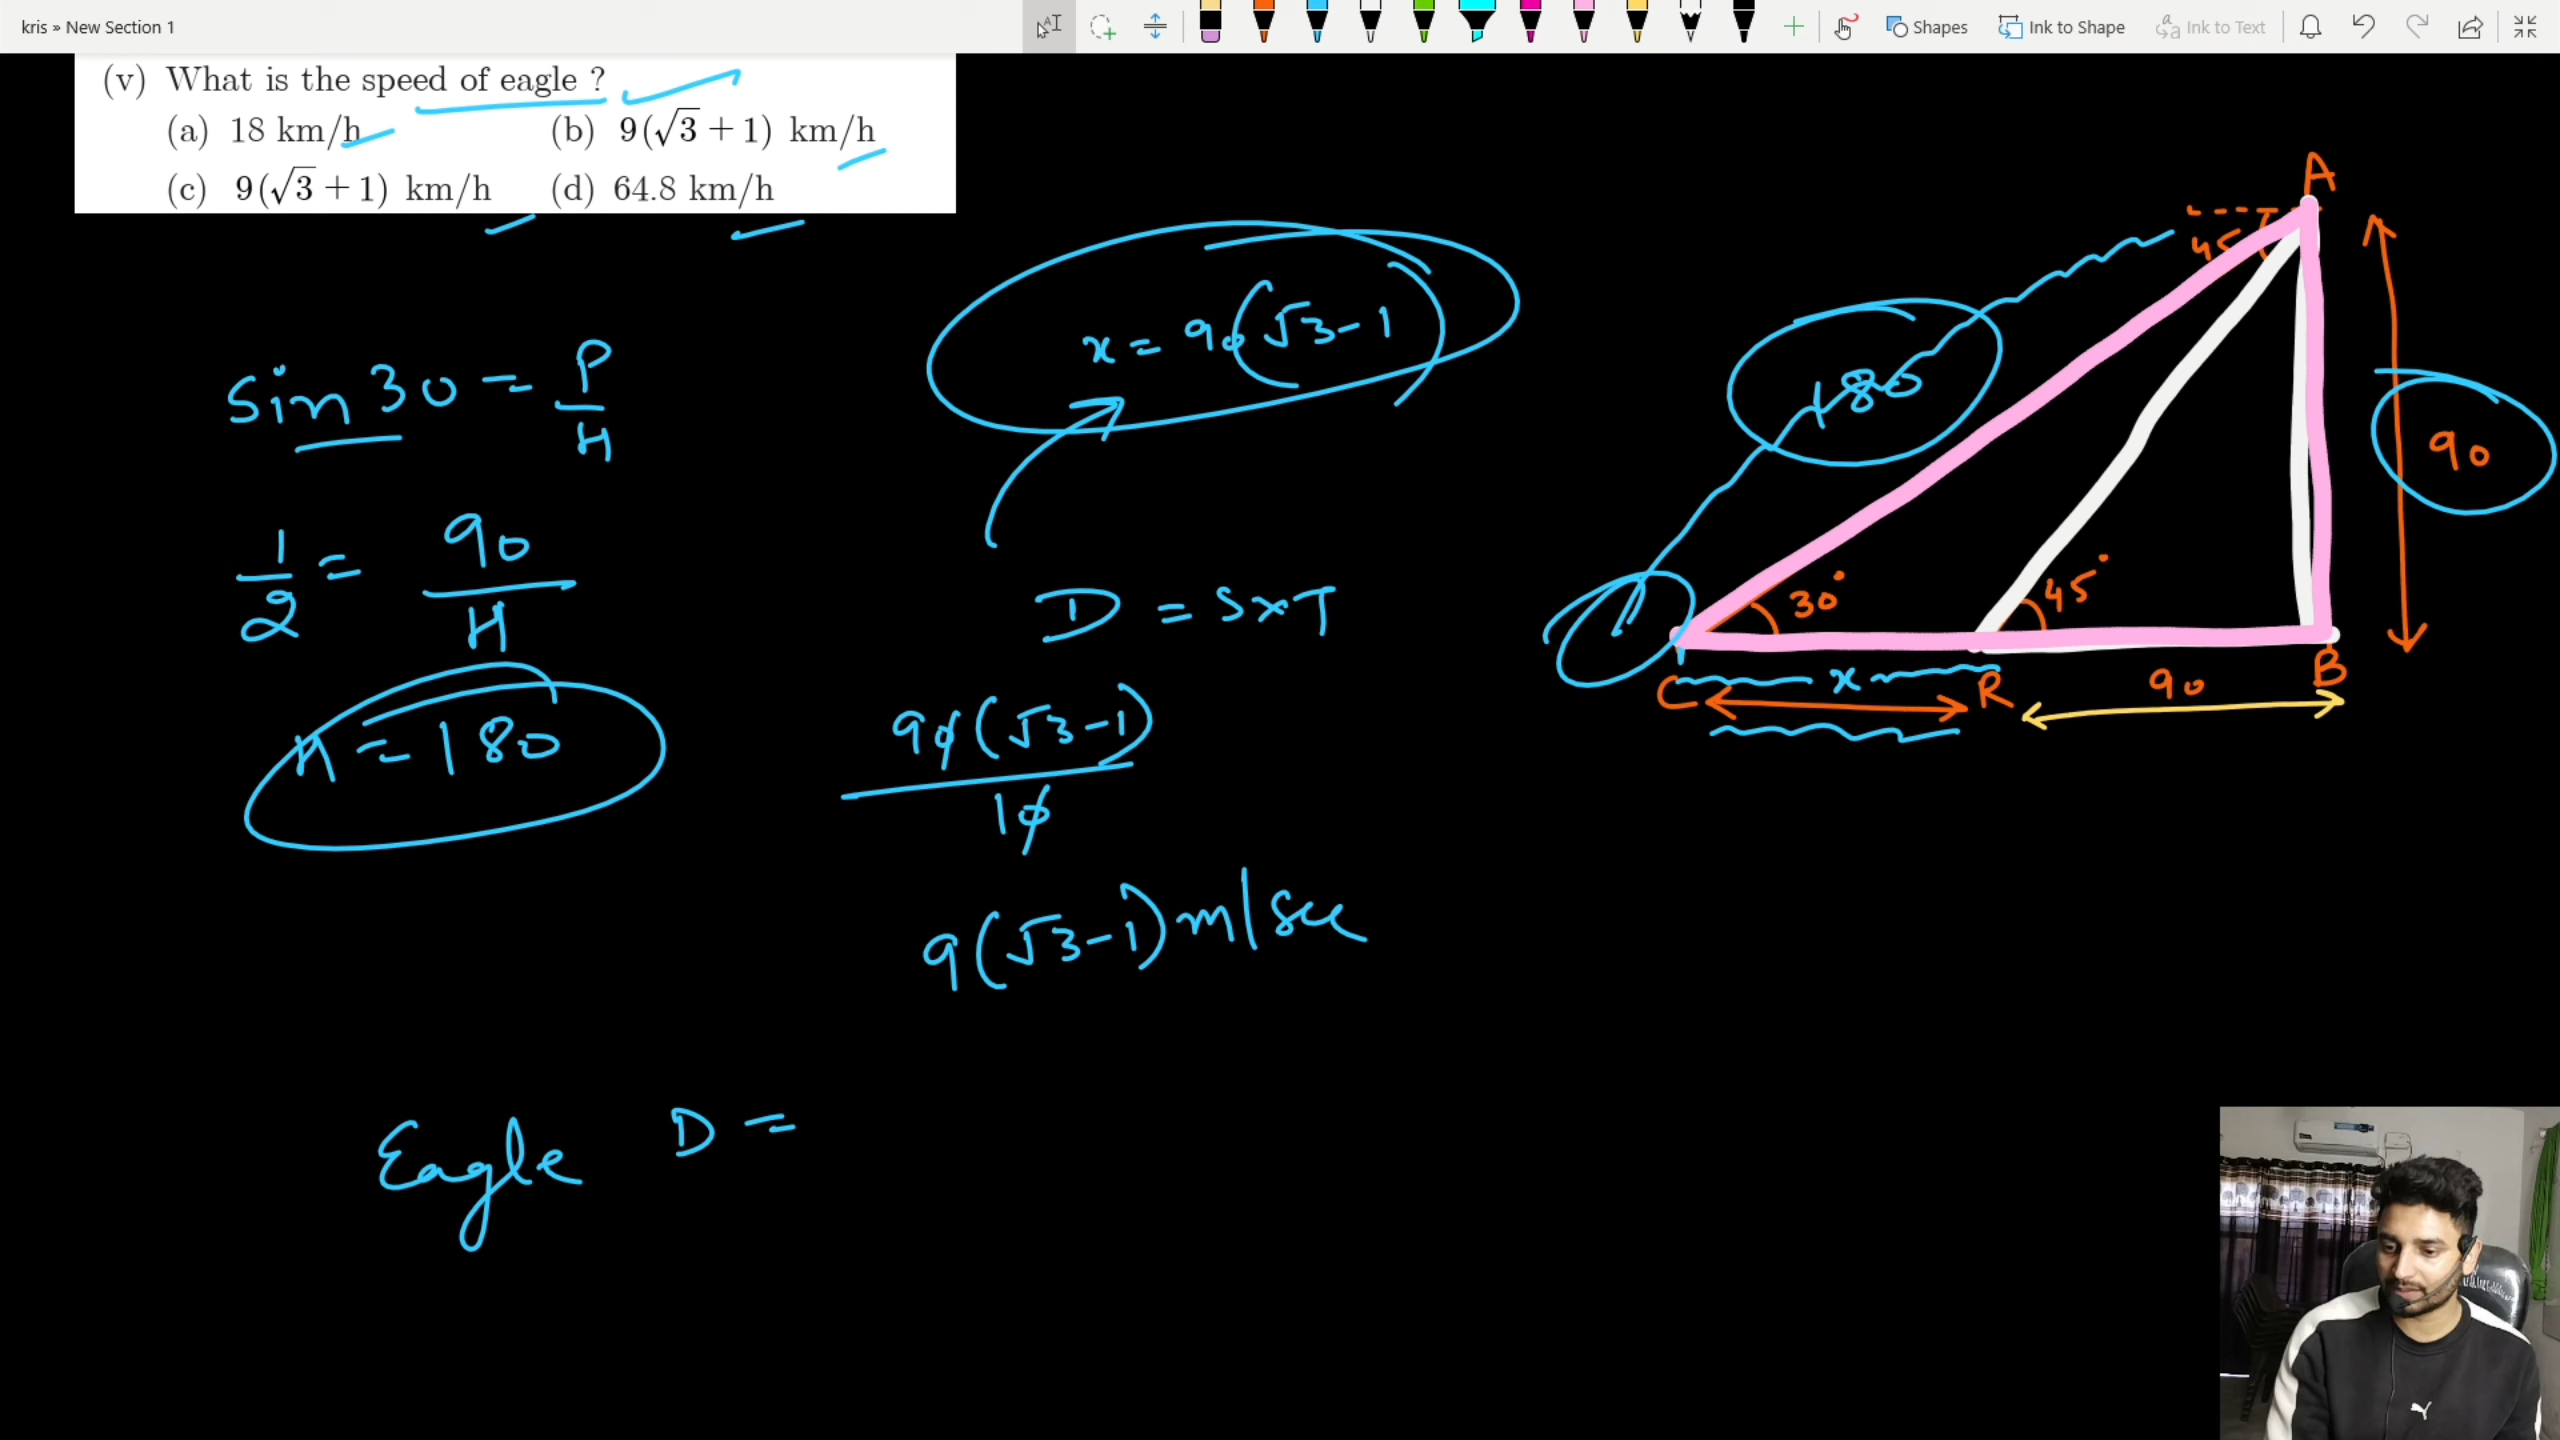 kris » New Section 1
Shapes
Ink to Shape
Ink to Text
(v) What is the speed of eagle ?
(a) 18 km/h (b) 9(√3 + 1) km/h
(c) 9(√3 + 1) km/h (d) 64.8 km/h
sin 30 = P/H
1/2 = 90/H
H = 180
x = 90(√3-1)
D = S×T
90(√3-1)
10
9(√3-1) m/sec
Eagle D =
A
45
180
90
30°
45°
C x R 90 B